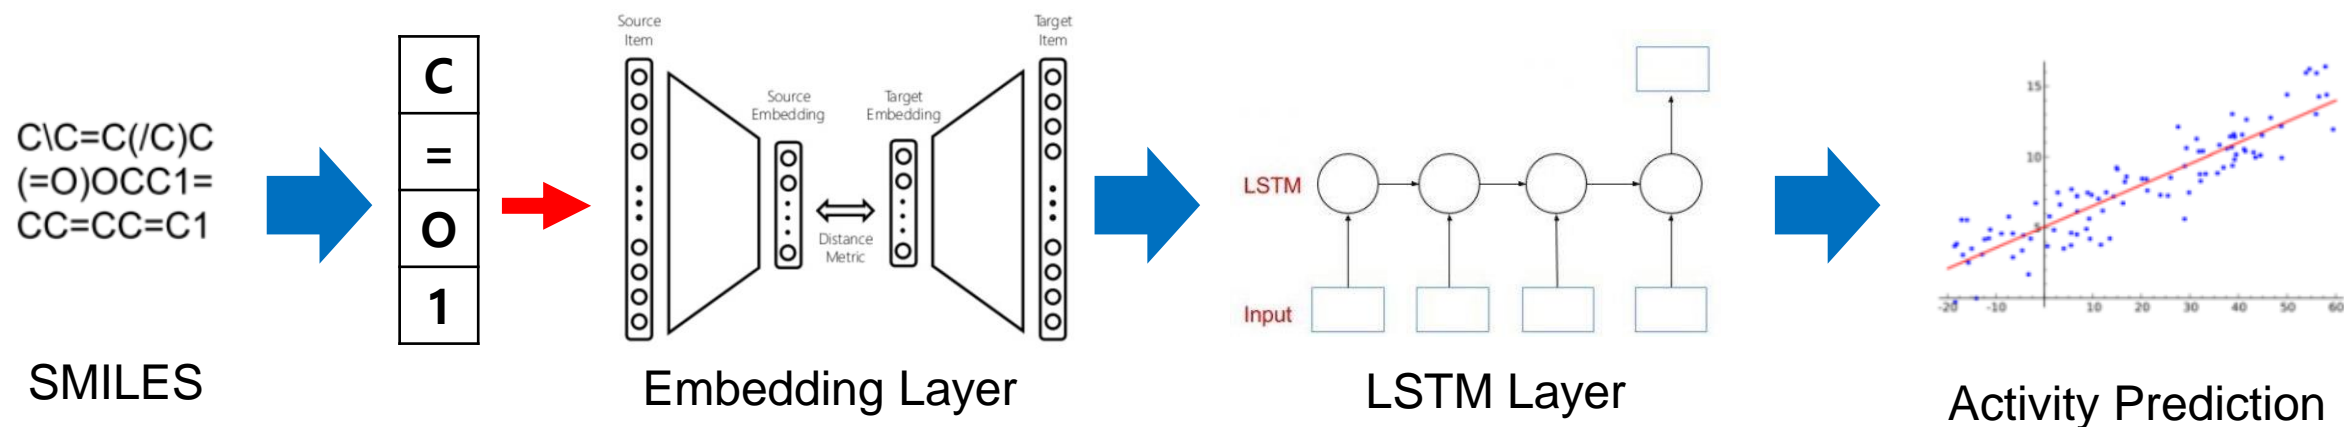 C\C=C(/C)C
(=O)OCC1=
CC=CC=C1
SMILES
C
=
O
1
Source
Item
Source
Embedding
Target
Embedding
Distance
Metric
Target
Item
Embedding Layer
LSTM
Input
LSTM Layer
15
10
5
-20 -10 10 20 30 40 50 60
Activity Prediction